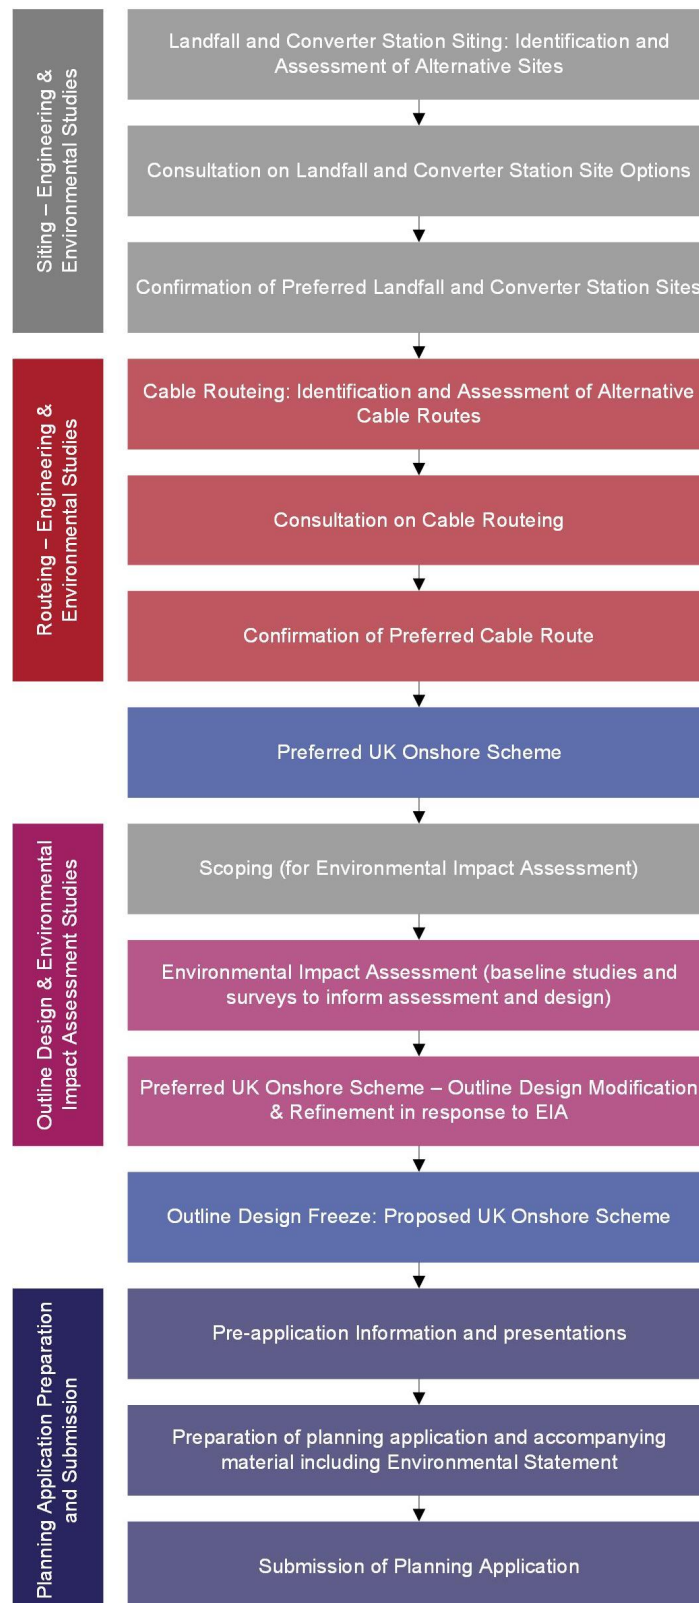 Siting – Engineering &
Environmental Studies
Landfall and Converter Station Siting: Identification and
Assessment of Alternative Sites
Consultation on Landfall and Converter Station Site Options
Confirmation of Preferred Landfall and Converter Station Sites
Routeing – Engineering &
Environmental Studies
Cable Routeing: Identification and Assessment of Alternative
Cable Routes
Consultation on Cable Routeing
Confirmation of Preferred Cable Route
Preferred UK Onshore Scheme
Outline Design & Environmental
Impact Assessment Studies
Scoping (for Environmental Impact Assessment)
Environmental Impact Assessment (baseline studies and
surveys to inform assessment and design)
Preferred UK Onshore Scheme – Outline Design Modification
& Refinement in response to EIA
Outline Design Freeze: Proposed UK Onshore Scheme
Planning Application Preparation
and Submission
Pre-application Information and presentations
Preparation of planning application and accompanying
material including Environmental Statement
Submission of Planning Application